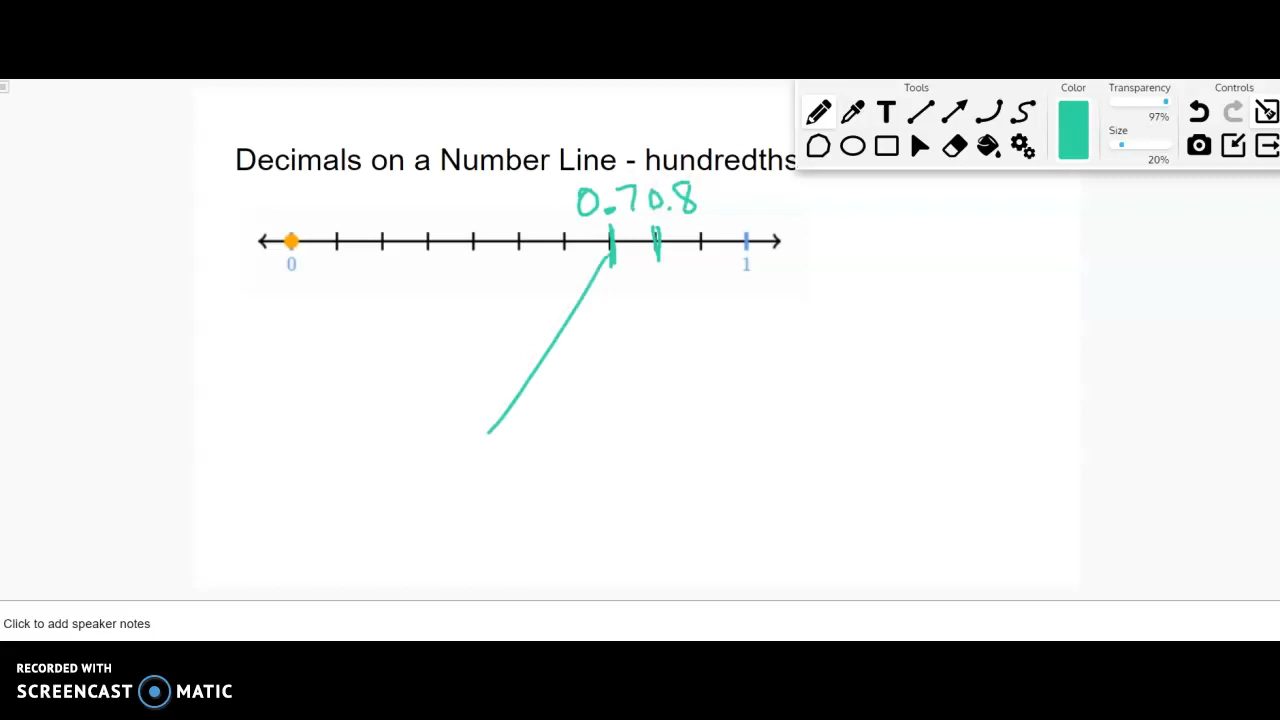 Tools
Color
Transparency
Controls
97%
Size
20%
Decimals on a Number Line - hundredths
0.7 0.8
0 1
Click to add speaker notes
RECORDED WITH
SCREENCAST MATIC